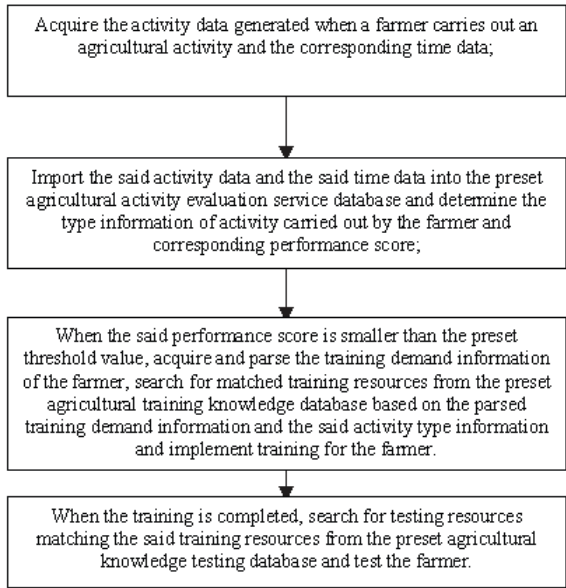 Acquire the activity data generated when a farmer carries out an
agricultural activity and the corresponding time data;
Import the said activity data and the said time data into the preset
agricultural activity evaluation service database and determine the
type information of activity carried out by the farmer and
corresponding performance score;
When the said performance score is smaller than the preset
threshold value, acquire and parse the training demand information
of the farmer, search for matched training resources from the preset
agricultural training knowledge database based on the parsed
training demand information and the said activity type information
and implement training for the farmer.
When the training is completed, search for testing resources
matching the said training resources from the preset agricultural
knowledge testing database and test the farmer.